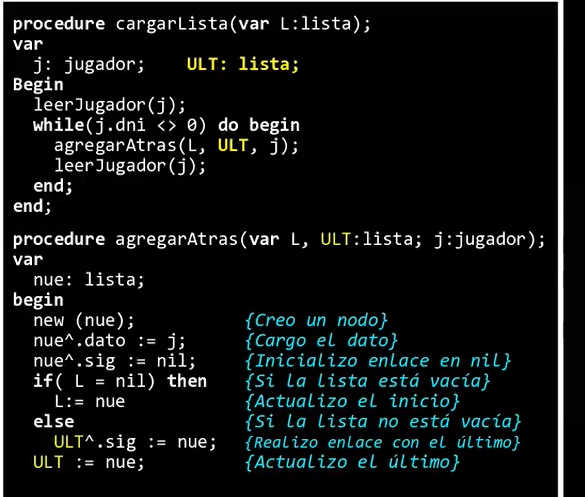 procedure cargarLista(var L:lista);
var
j: jugador; ULT: lista;
Begin
leerJugador(j);
while(j.dni <> 0) do begin
agregarAtras(L, ULT, j);
leerJugador(j);
end;
end;
procedure agregarAtras(var L, ULT:lista; j:jugador);
var
nue: lista;
begin
new (nue); {Creo un nodo}
nue^.dato := j; {Cargo el dato}
nue^.sig := nil; {Inicializo enlace en nil}
if( L = nil) then {Si la lista está vacía}
L:= nue {Actualizo el inicio}
else {Si la lista no está vacía}
ULT^.sig := nue; {Realizo enlace con el último}
ULT := nue; {Actualizo el último}